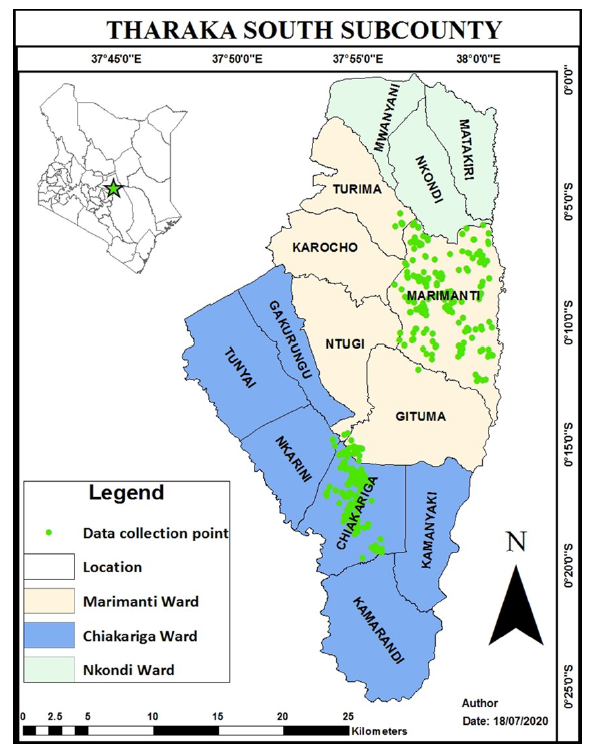 THARAKA SOUTH SUBCOUNTY
37°45'0"E 37°50'0"E 37°55'0"E 38°0'0"E
0°0'0"
0°5'0"S
0°10'0"S
0°15'0"S
0°20'0"S
0°25'0"S
MWANYANI
MATAKIRI
NKONDI
TURIMA
KAROCHO
MARIMANTI
GAKURUNGU
NTUGI
TUNYAI
GITUMA
NKARINI
CHIAKARIGA
KAMANYAKI
KAMARANDI
N
Legend
Data collection point
Location
Marimanti Ward
Chiakariga Ward
Nkondi Ward
Author
Date: 18/07/2020
0 2.5 5 10 15 20 25
Kilometers